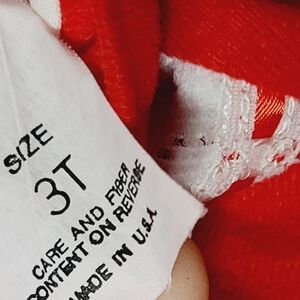 SIZE
3T
CARE AND FIBER
CONTENT ON REVERSE
MADE IN U.S.A